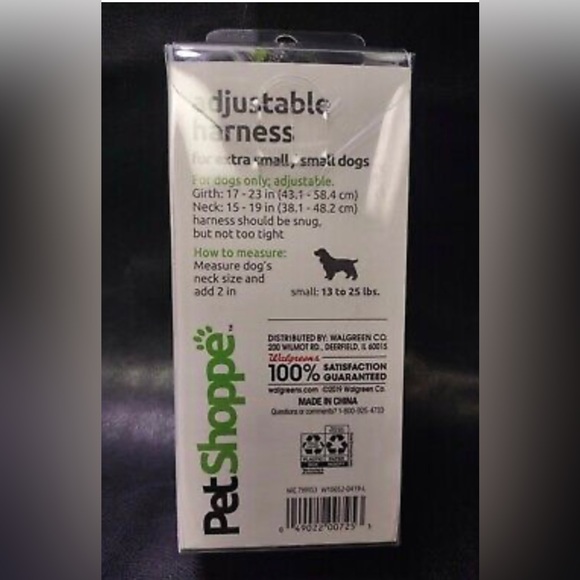 adjustable
harness
for extra small / small dogs
For dogs only; adjustable.
Girth: 17 - 23 in (43.1 - 58.4 cm)
Neck: 15 - 19 in (38.1 - 48.2 cm)
harness should be snug,
but not too tight
How to measure:
Measure dog's
neck size and
add 2 in
small: 13 to 25 lbs.
PetShoppe
DISTRIBUTED BY: WALGREEN CO.
200 WILMOT RD., DEERFIELD, IL 60015
Walgreens
100% SATISFACTION
GUARANTEED
walgreens.com ©2019 Walgreen Co.
MADE IN CHINA
Questions or comments? 1-800-925-4733
PLASTIC
PAPER
49022 00725